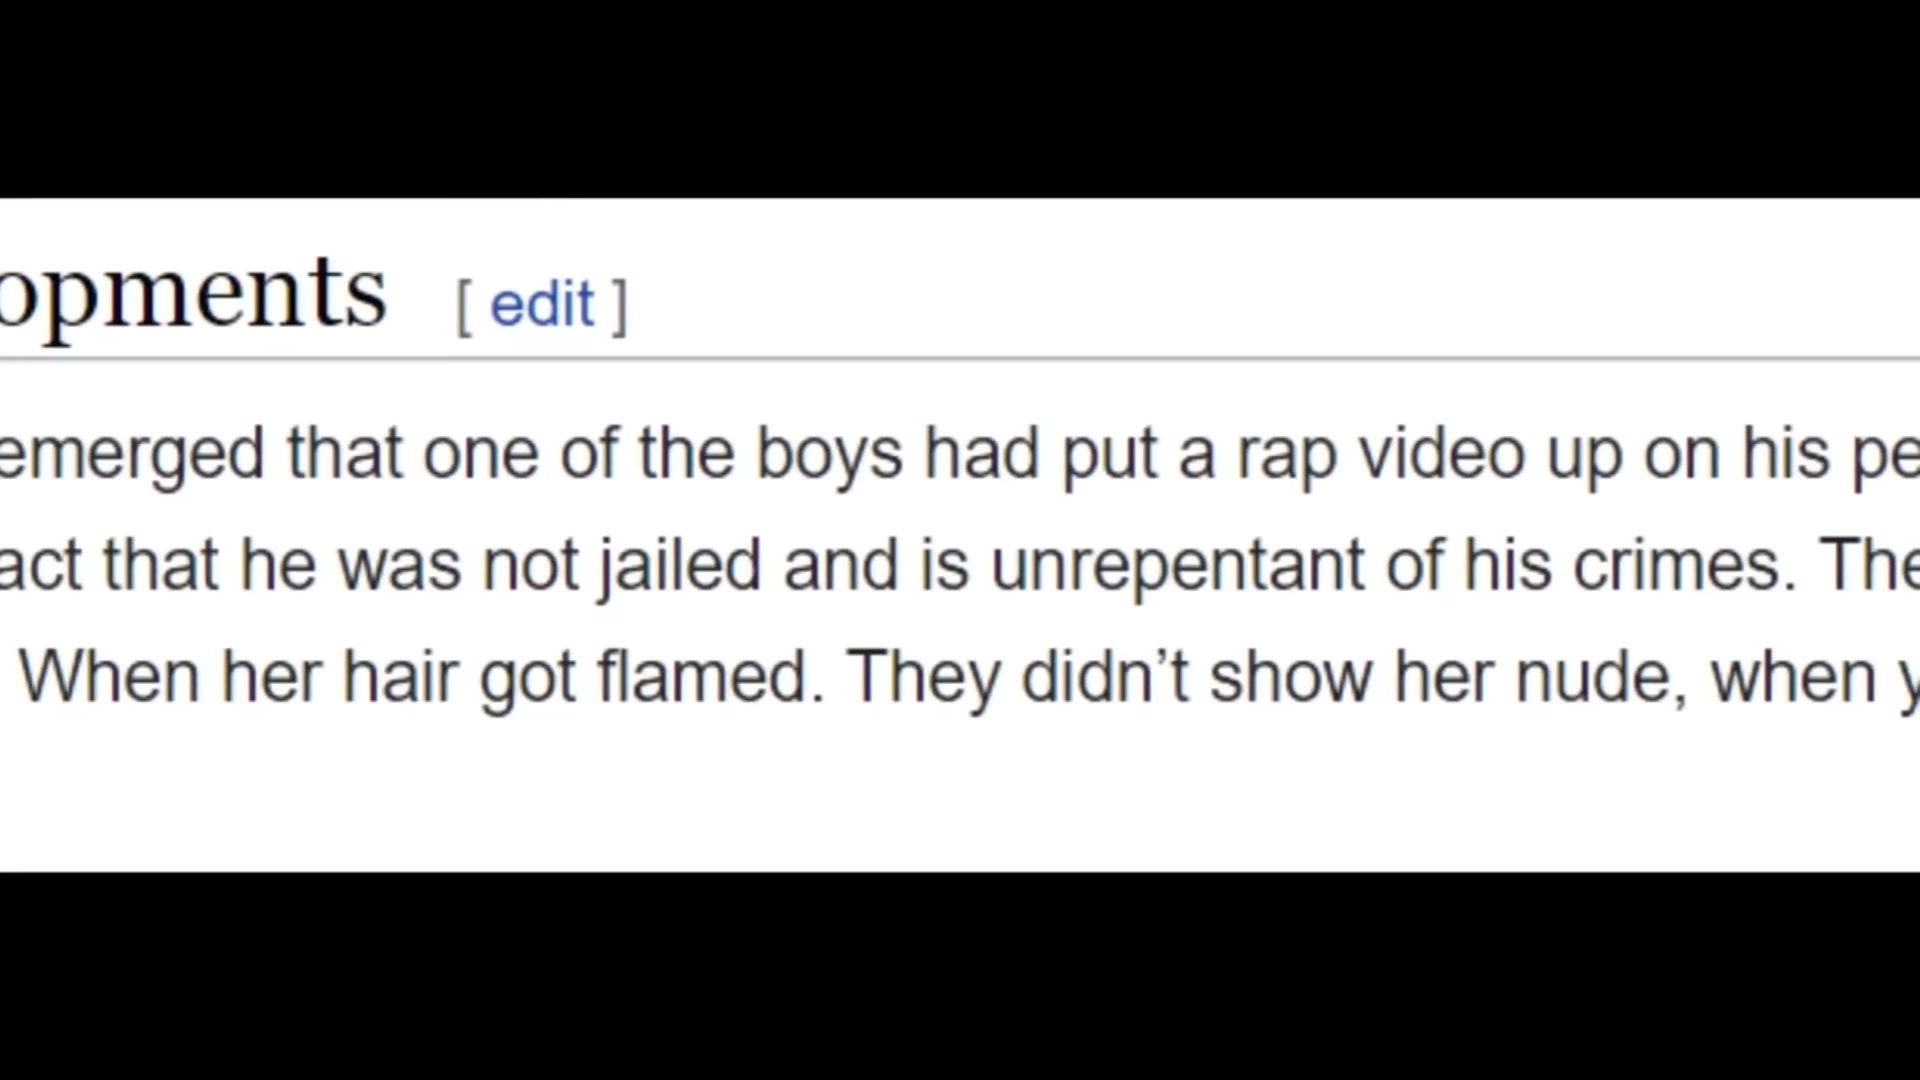 opments [ edit ]
emerged that one of the boys had put a rap video up on his pe
act that he was not jailed and is unrepentant of his crimes. The
When her hair got flamed. They didn’t show her nude, when y